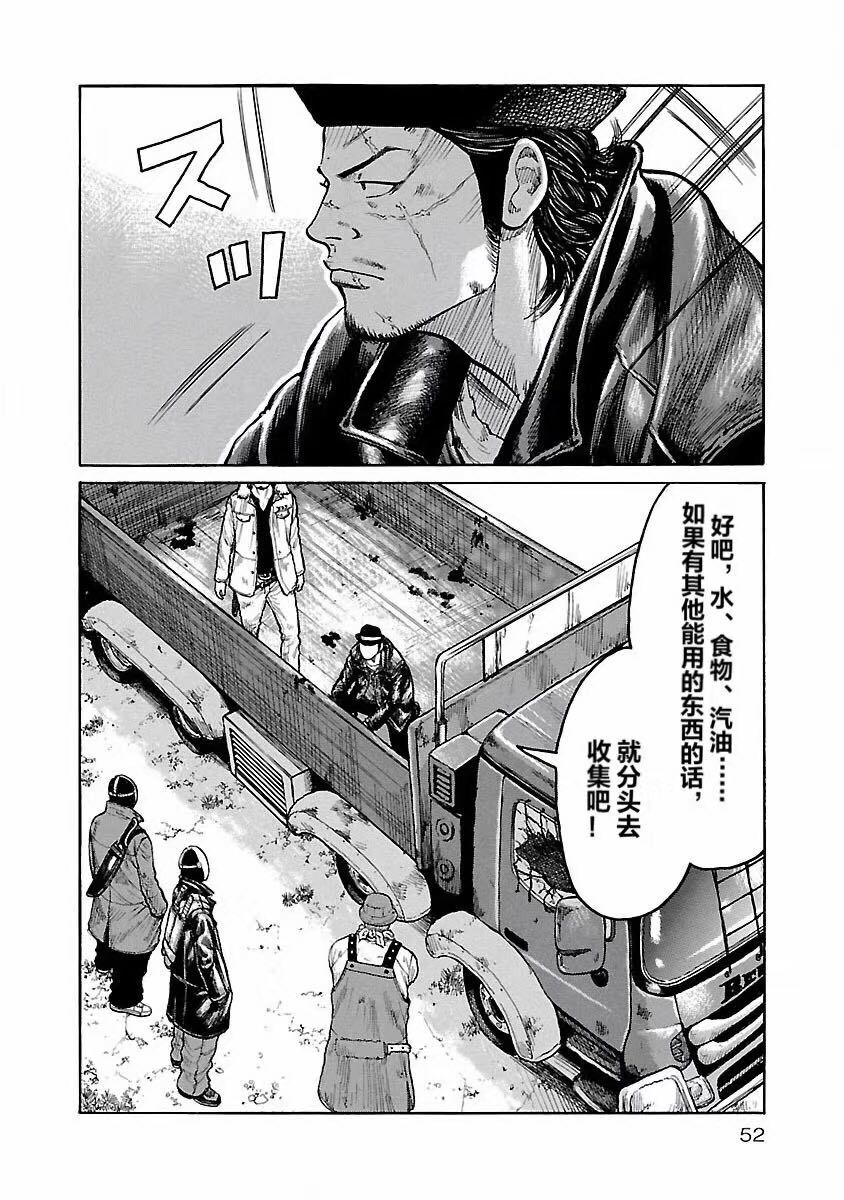 スッ
好吧，水、食物、汽油……
如果有其他能用的东西的话，
就分头去
收集吧！
52